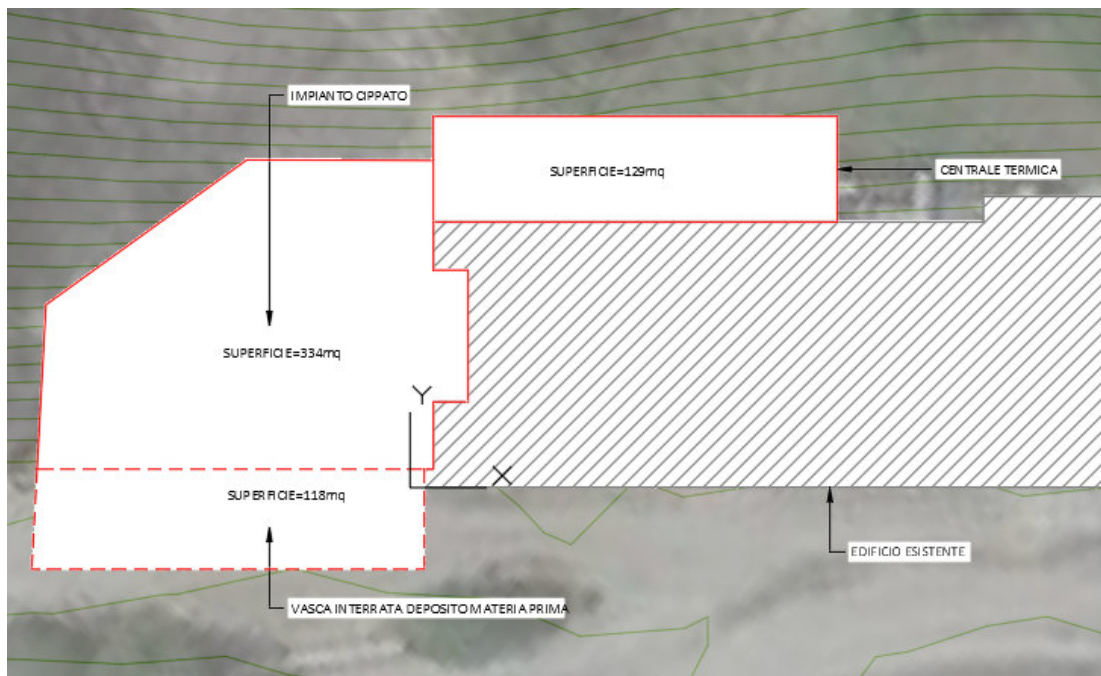 IMPIANTO CIPPATO
SUPERFICIE=129mq
CENTRALE TERMICA
SUPERFICIE=334mq
Y
X
SUPERFICIE=118mq
EDIFICIO ESISTENTE
VASCA INTERRATA DEPOSITO MATERIA PRIMA